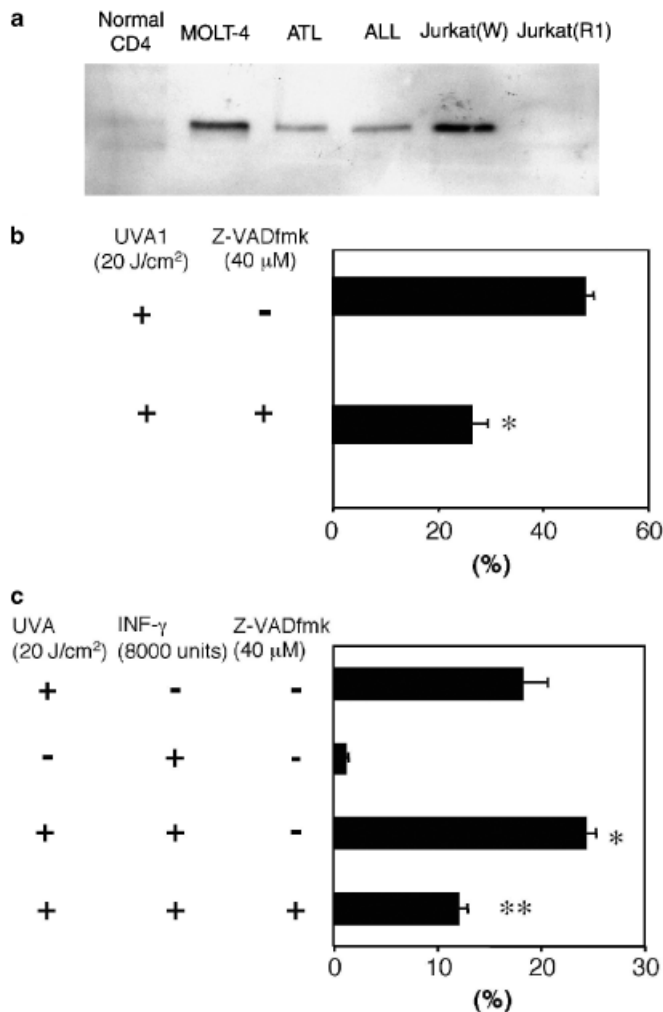 a
Normal CD4 MOLT-4 ATL ALL Jurkat(W) Jurkat(R1)
b
UVA1 (20 J/cm²) Z-VADfmk (40 μM)
+ -
+ + *
0 20 40 60
(%)
c
UVA (20 J/cm²) INF-γ (8000 units) Z-VADfmk (40 μM)
+ - -
- + -
+ + - *
+ + + **
0 10 20 30
(%)